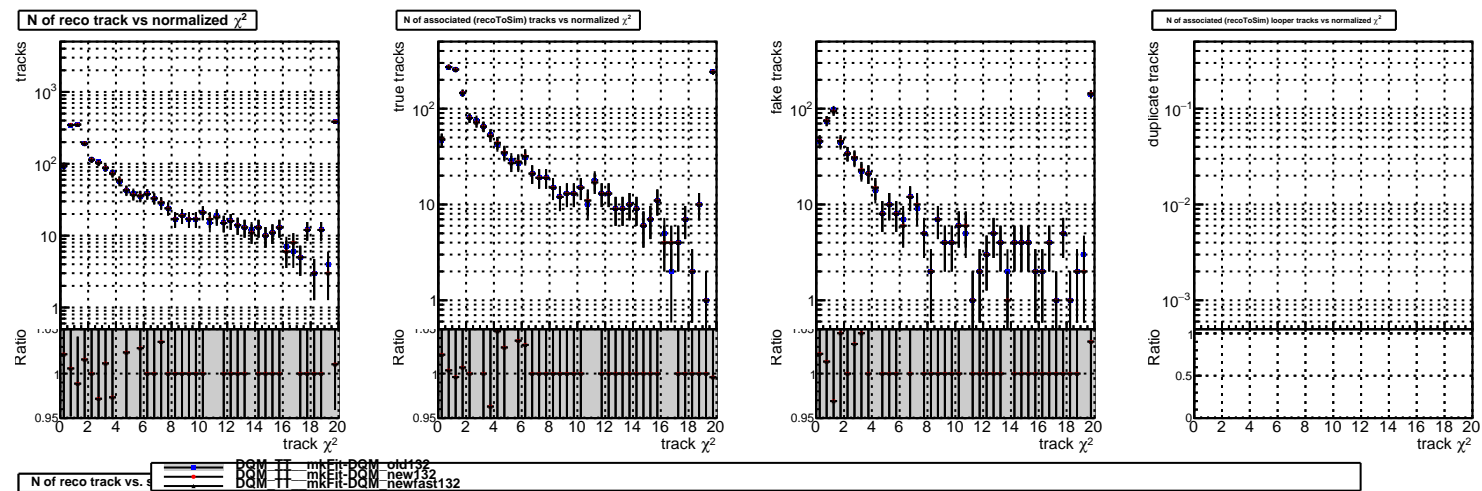 N of reco track vs normalized χ²
N of associated (recoToSim) tracks vs normalized χ²
N of associated (recoToSim) looper tracks vs normalized χ²
tracks
10³
10²
10
1
Ratio
1
0.95
0 2 4 6 8 10 12 14 16 18 20
track χ²
true tracks
10²
10
1
Ratio
1
0.95
0 2 4 6 8 10 12 14 16 18 20
track χ²
fake tracks
10²
10
1
Ratio
1
0.95
0 2 4 6 8 10 12 14 16 18 20
track χ²
duplicate tracks
10⁻¹
10⁻²
10⁻³
Ratio
1
0.5
0
0 2 4 6 8 10 12 14 16 18 20
track χ²
DQM_TT__mkFit-DQM_old132
DQM_TT__mkFit-DQM_new132
DQM_TT__mkFit-DQM_newfast132
N of reco track vs.